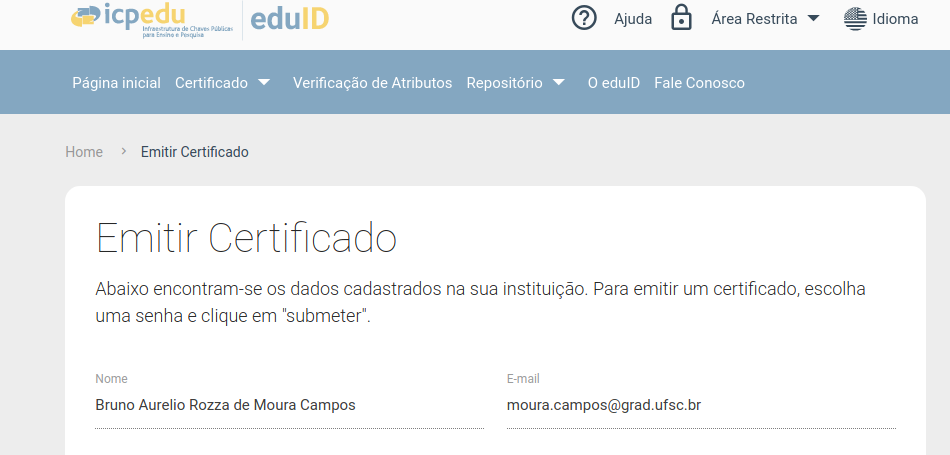 icpedu
Infraestrutura de Chaves Públicas
para Ensino e Pesquisa
eduID
Ajuda
Área Restrita
Idioma
Página inicial
Certificado
Verificação de Atributos
Repositório
O eduID
Fale Conosco
Home
Emitir Certificado
Emitir Certificado
Abaixo encontram-se os dados cadastrados na sua instituição. Para emitir um certificado, escolha
uma senha e clique em "submeter".
Nome
E-mail
Bruno Aurelio Rozza de Moura Campos
moura.campos@grad.ufsc.br